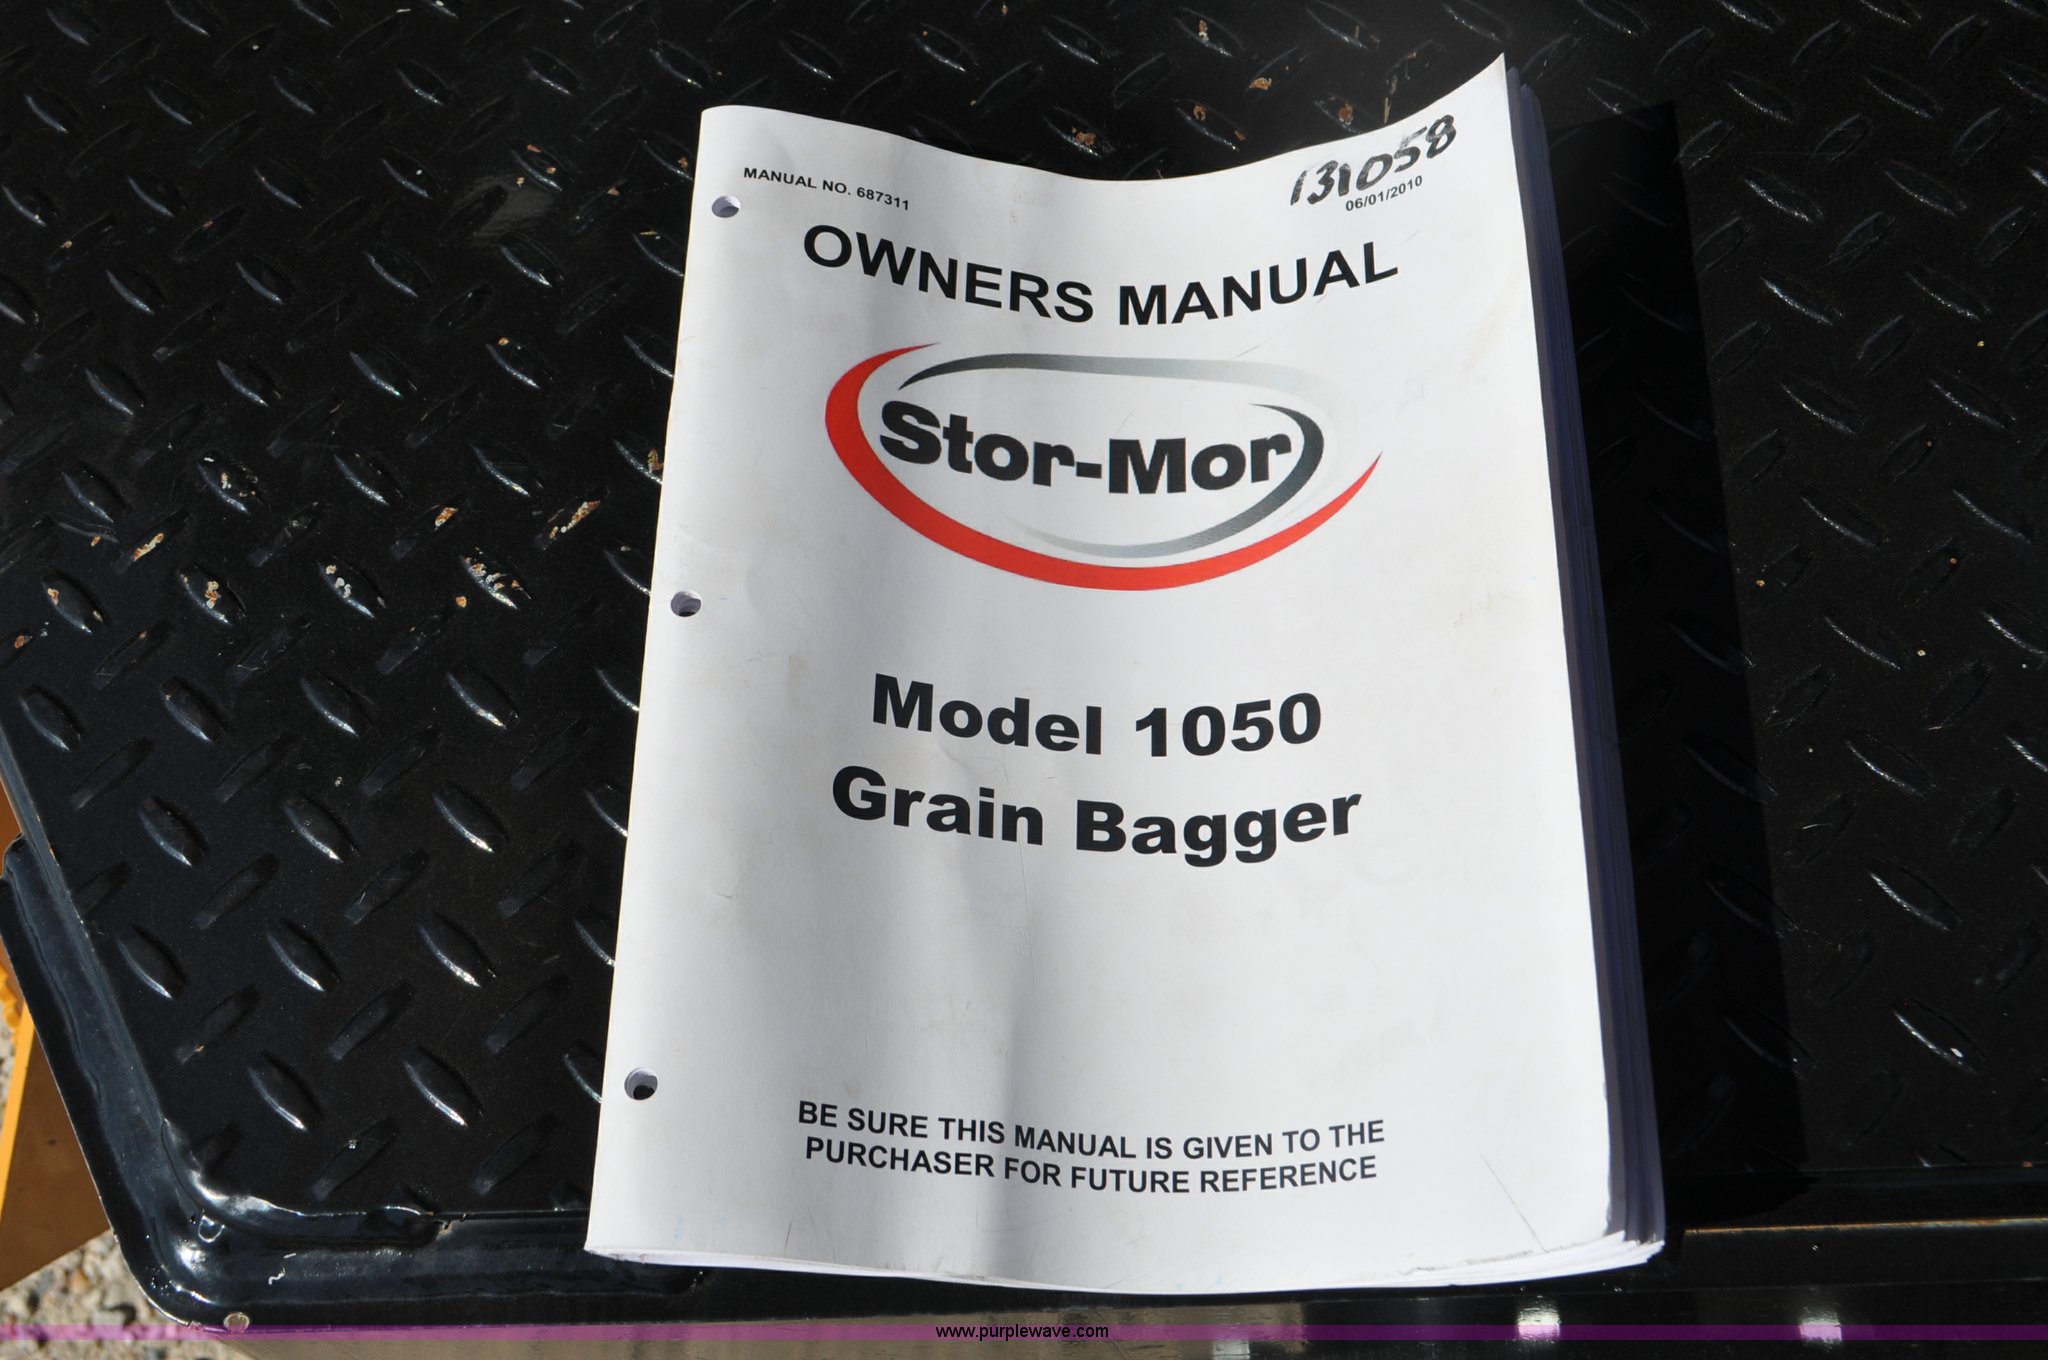 131058
MANUAL NO. 687311
06/01/2010
OWNERS MANUAL
Stor-Mor
Model 1050
Grain Bagger
BE SURE THIS MANUAL IS GIVEN TO THE
PURCHASER FOR FUTURE REFERENCE
www.purplewave.com